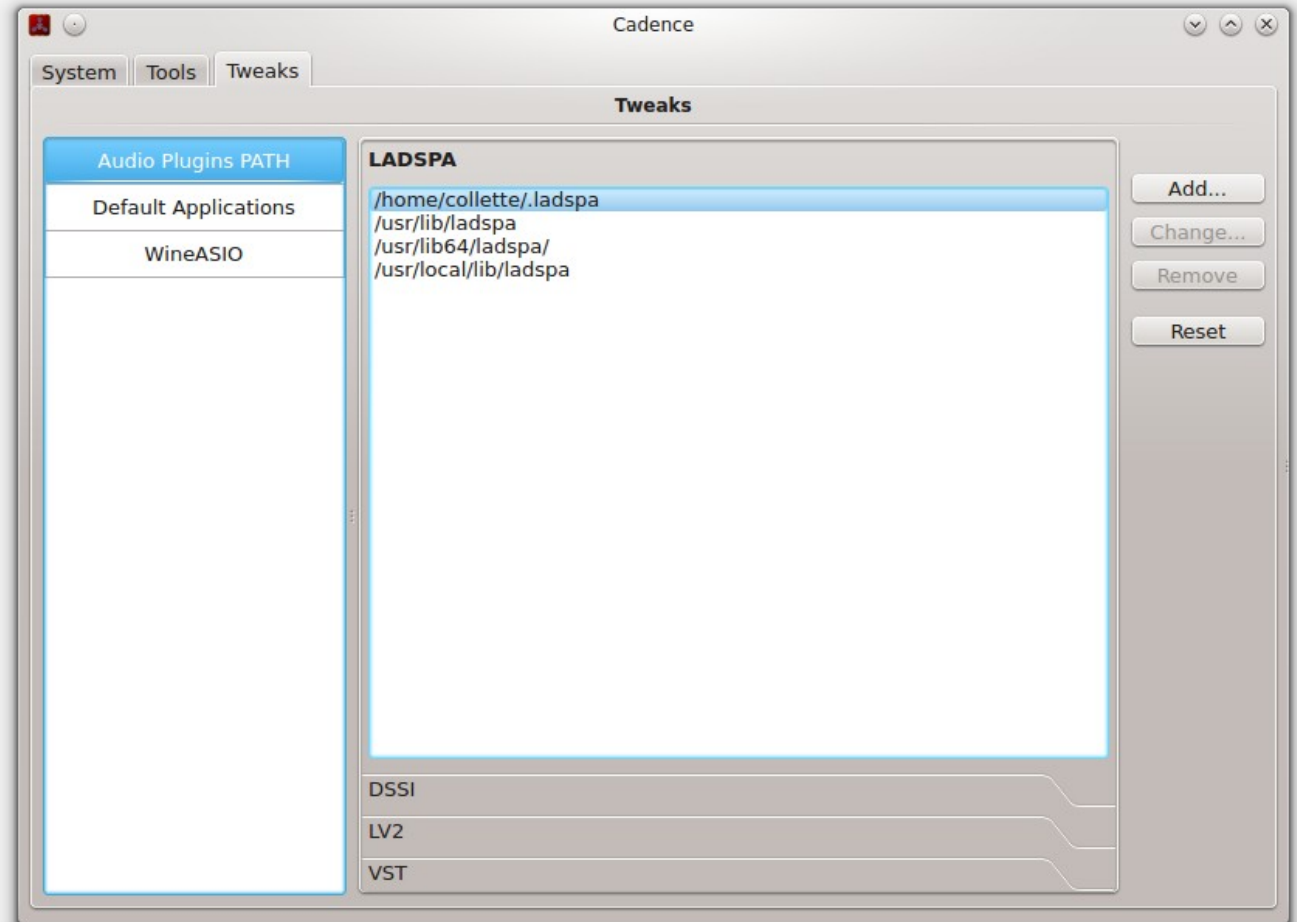 Cadence
System Tools Tweaks
Tweaks
Audio Plugins PATH
Default Applications
WineASIO
LADSPA
/home/collette/.ladspa
/usr/lib/ladspa
/usr/lib64/ladspa/
/usr/local/lib/ladspa
DSSI
LV2
VST
Add...
Change...
Remove
Reset